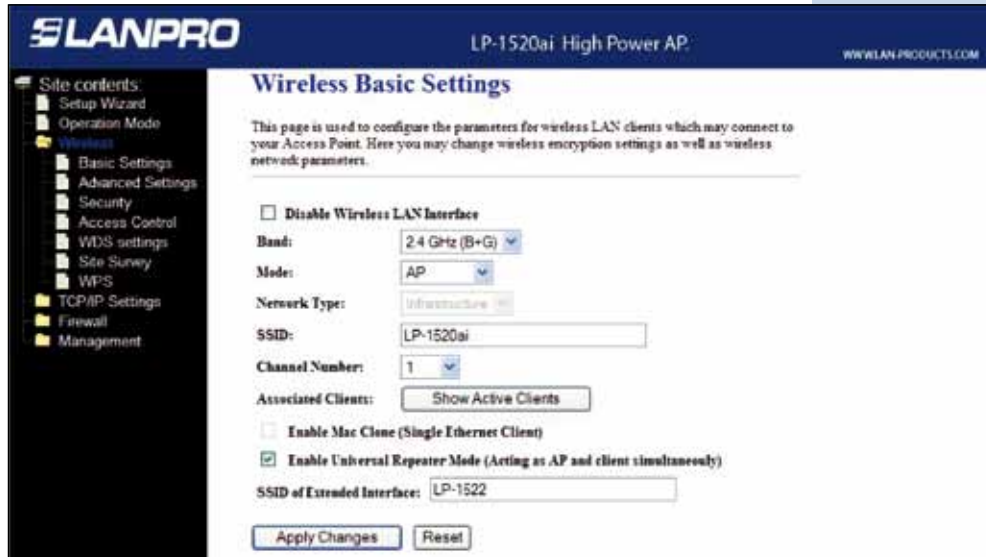 LANPRO
LP-1520ai High Power AP.
WWW.LAN-PRODUCTS.COM
Site contents:
Setup Wizard
Operation Mode
Wireless
Basic Settings
Advanced Settings
Security
Access Control
WDS settings
Site Survey
WPS
TCP/IP Settings
Firewall
Management
Wireless Basic Settings
This page is used to configure the parameters for wireless LAN clients which may connect to
your Access Point. Here you may change wireless encryption settings as well as wireless
network parameters.
Disable Wireless LAN Interface
Band: 2.4 GHz (B+G)
Mode: AP
Network Type: Infrastructure
SSID: LP-1520ai
Channel Number: 1
Associated Clients: Show Active Clients
Enable Mac Clone (Single Ethernet Client)
Enable Universal Repeater Mode (Acting as AP and client simultaneouly)
SSID of Extended Interface: LP-1522
Apply Changes Reset